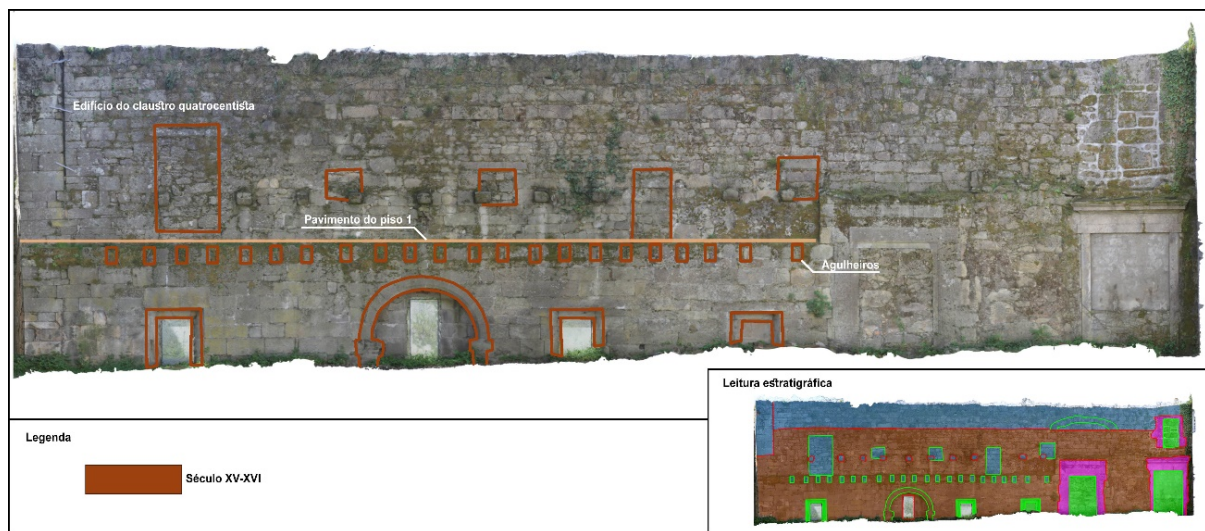 Edifício do claustro quatrocentista
Pavimento do piso 1
Agulheiros
Leitura estratigráfica
Legenda
Século XV-XVI